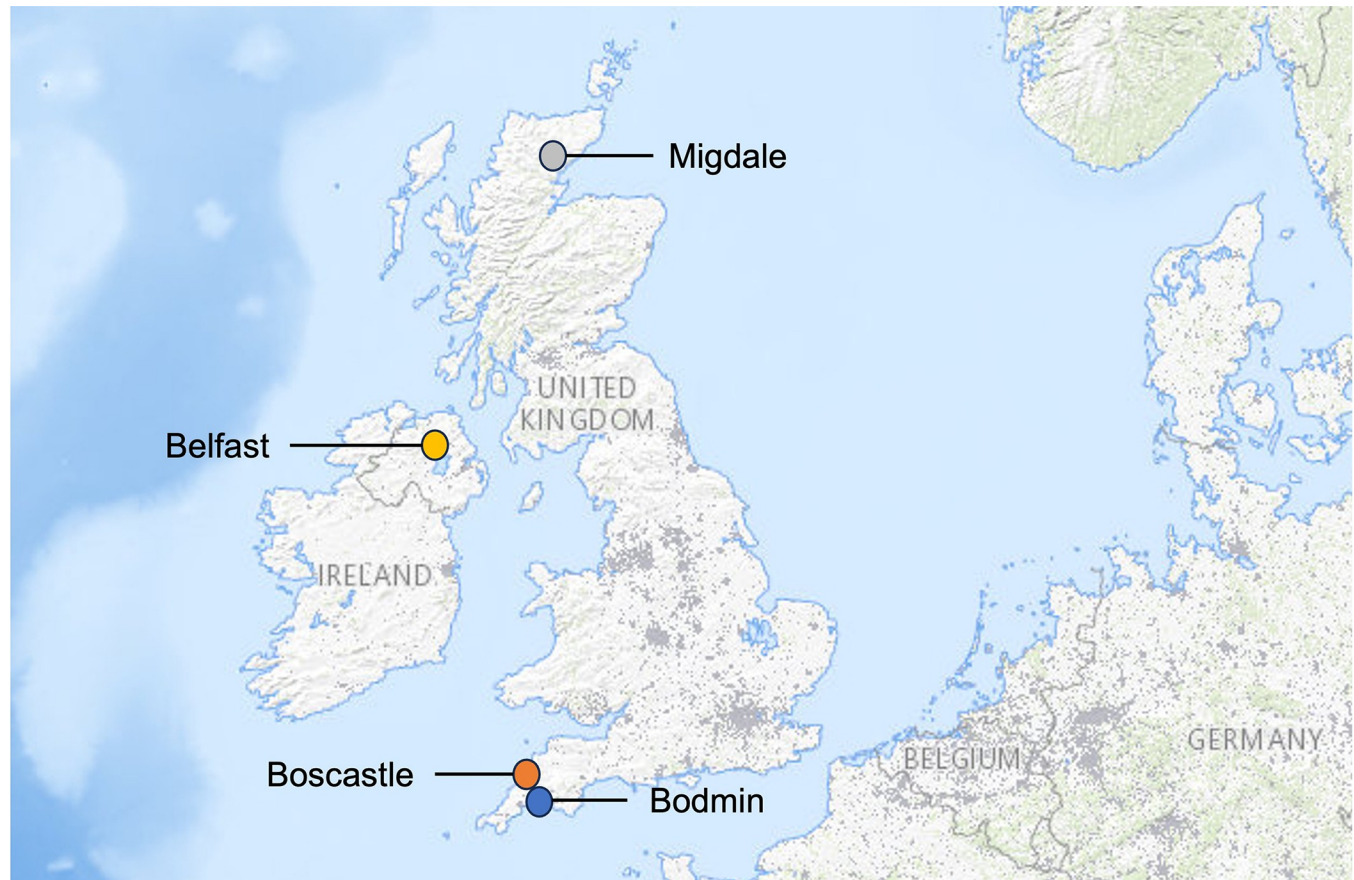 Migdale
UNITED
KINGDOM
Belfast
IRELAND
Boscastle
Bodmin
BELGIUM
GERMANY